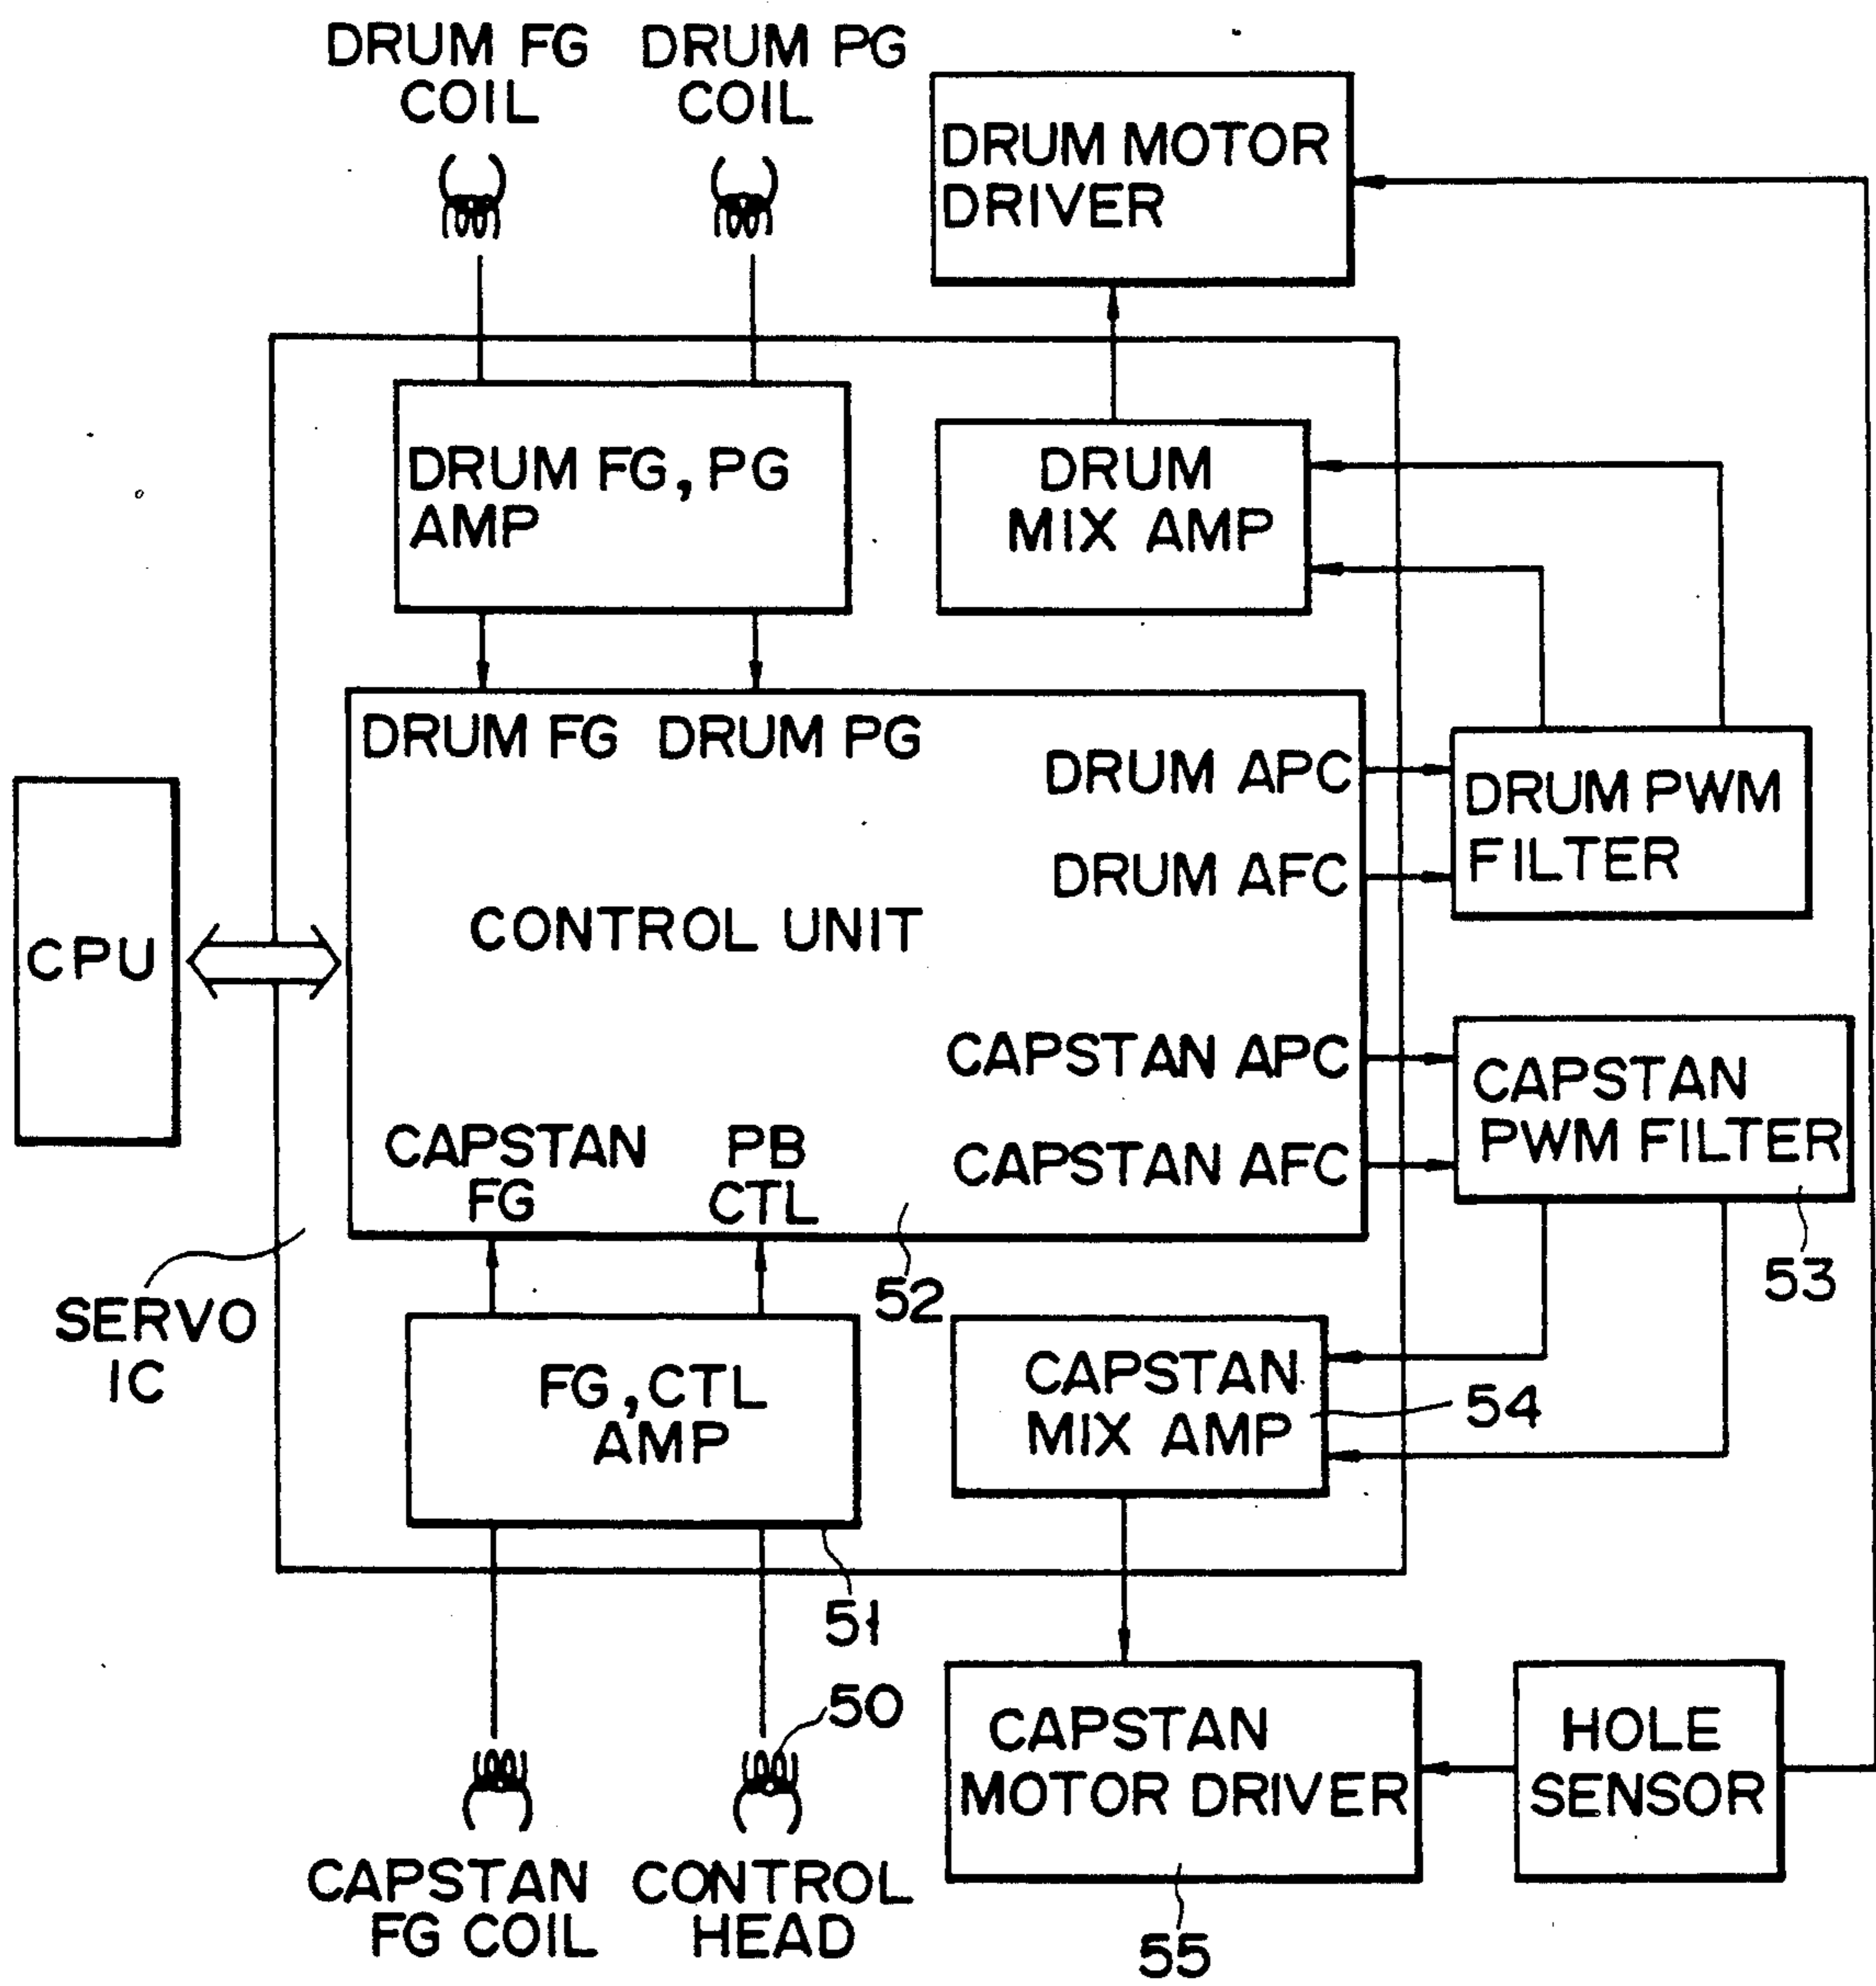 DRUM FG
COIL
DRUM PG
COIL
DRUM MOTOR
DRIVER
DRUM FG, PG
AMP
DRUM
MIX AMP
DRUM FG
DRUM PG
DRUM APC
DRUM AFC
DRUM PWM
FILTER
CPU
CONTROL UNIT
CAPSTAN APC
CAPSTAN AFC
CAPSTAN
PWM FILTER
CAPSTAN
FG
PB
CTL
52
53
SERVO
IC
FG, CTL
AMP
CAPSTAN
MIX AMP
54
51
50
CAPSTAN
MOTOR DRIVER
HOLE
SENSOR
CAPSTAN
FG COIL
CONTROL
HEAD
55